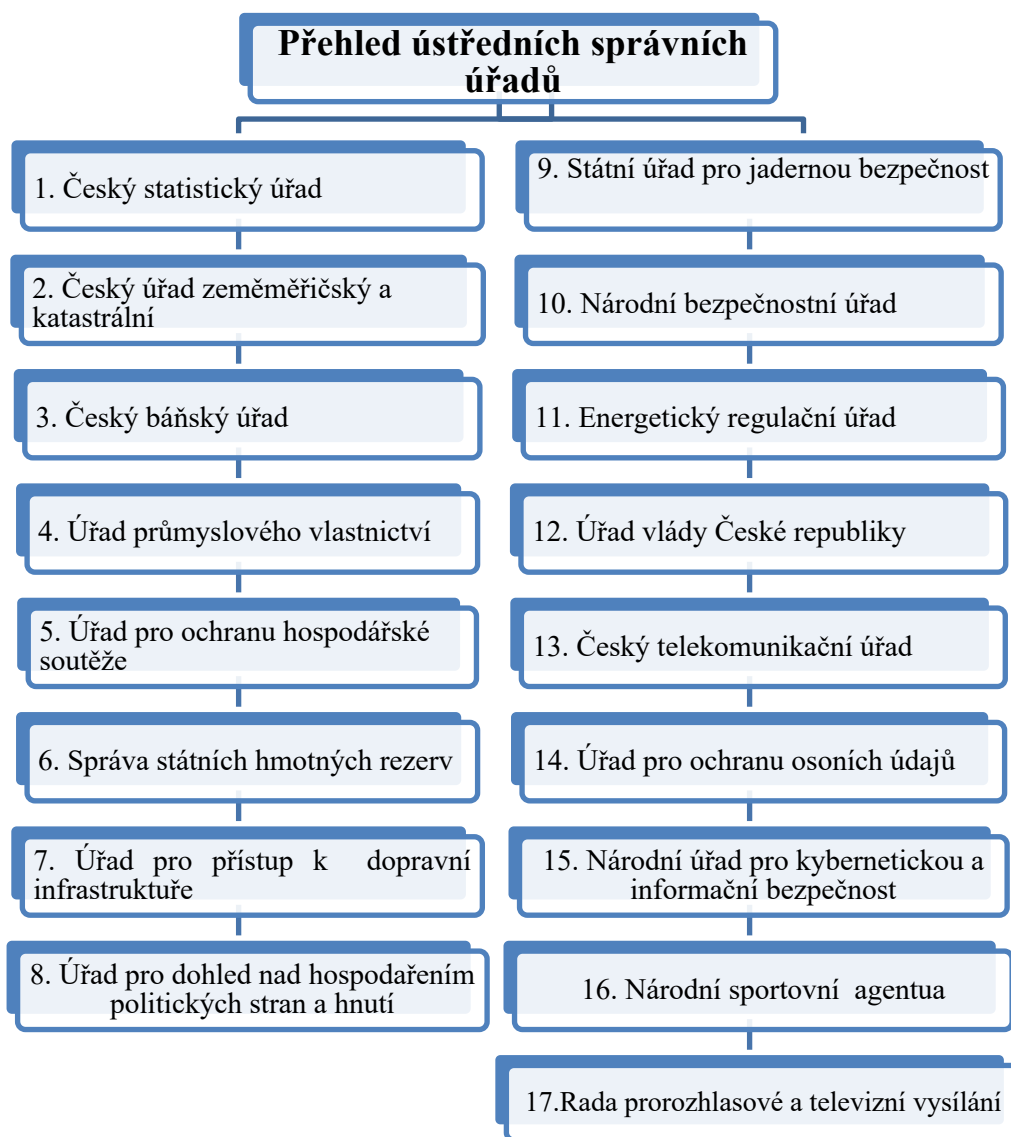 Přehled ústředních správních
úřadů
1. Český statistický úřad
2. Český úřad zeměměřičský a
katastrální
3. Český báňský úřad
4. Úřad průmyslového vlastnictví
5. Úřad pro ochranu hospodářské
soutěže
6. Správa státních hmotných rezerv
7. Úřad pro přístup k dopravní
infrastruktuře
8. Úřad pro dohled nad hospodařením
politických stran a hnutí
9. Státní úřad pro jadernou bezpečnost
10. Národní bezpečnostní úřad
11. Energetický regulační úřad
12. Úřad vlády České republiky
13. Český telekomunikační úřad
14. Úřad pro ochranu osoních údajů
15. Národní úřad pro kybernetickou a
informační bezpečnost
16. Národní sportovní agentua
17.Rada prorozhlasové a televizní vysílání